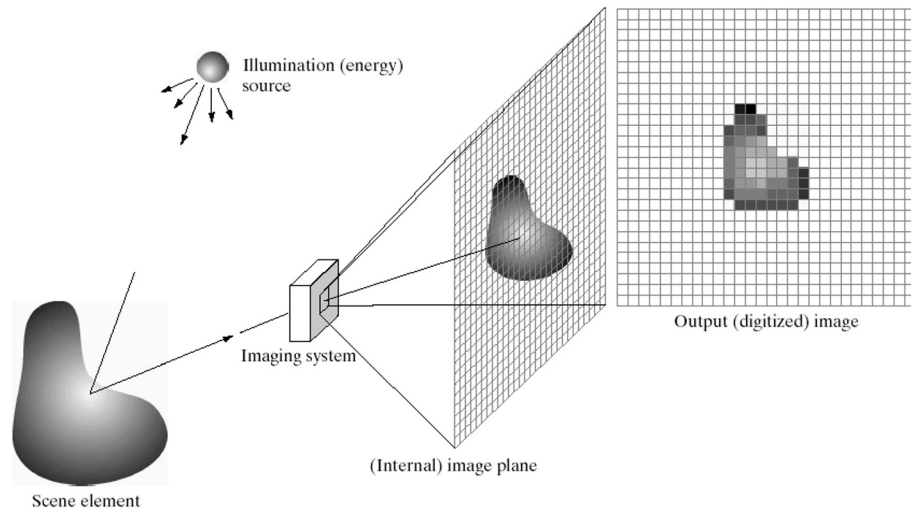 Illumination (energy)
source
Output (digitized) image
Imaging system
(Internal) image plane
Scene element